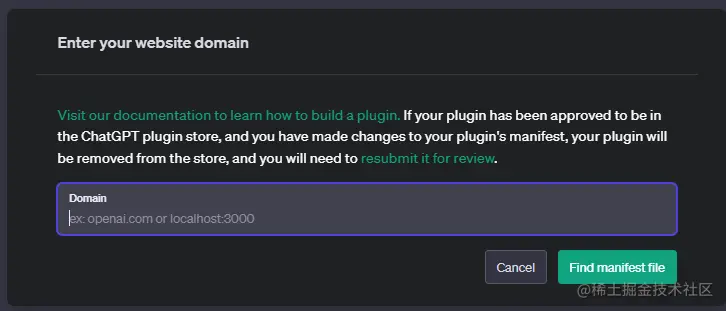 Enter your website domain
Visit our documentation to learn how to build a plugin. If your plugin has been approved to be in
the ChatGPT plugin store, and you have made changes to your plugin's manifest, your plugin will
be removed from the store, and you will need to resubmit it for review.
Domain
ex: openai.com or localhost:3000
Cancel
Find manifest file
@稀土掘金技术社区